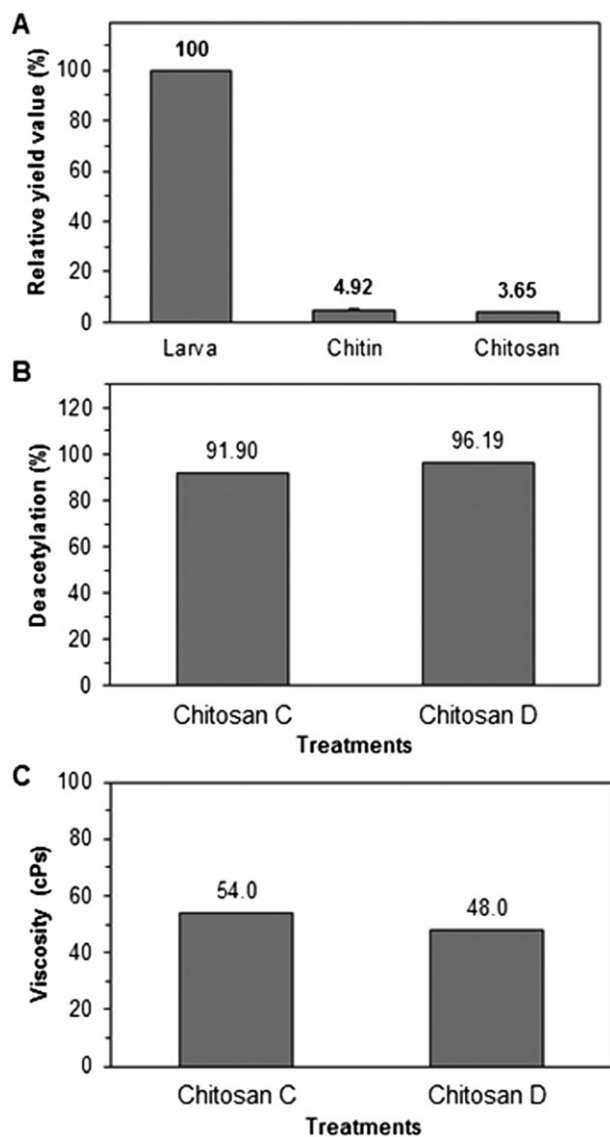 A
Relative yield value (%)
100
100
80
60
40
20
0
4.92
3.65
Larva
Chitin
Chitosan
B
Deacetylation (%)
120
100
80
60
40
20
0
91.90
96.19
Chitosan C
Chitosan D
Treatments
C
Viscosity (cPs)
100
80
60
40
20
0
54.0
48.0
Chitosan C
Chitosan D
Treatments